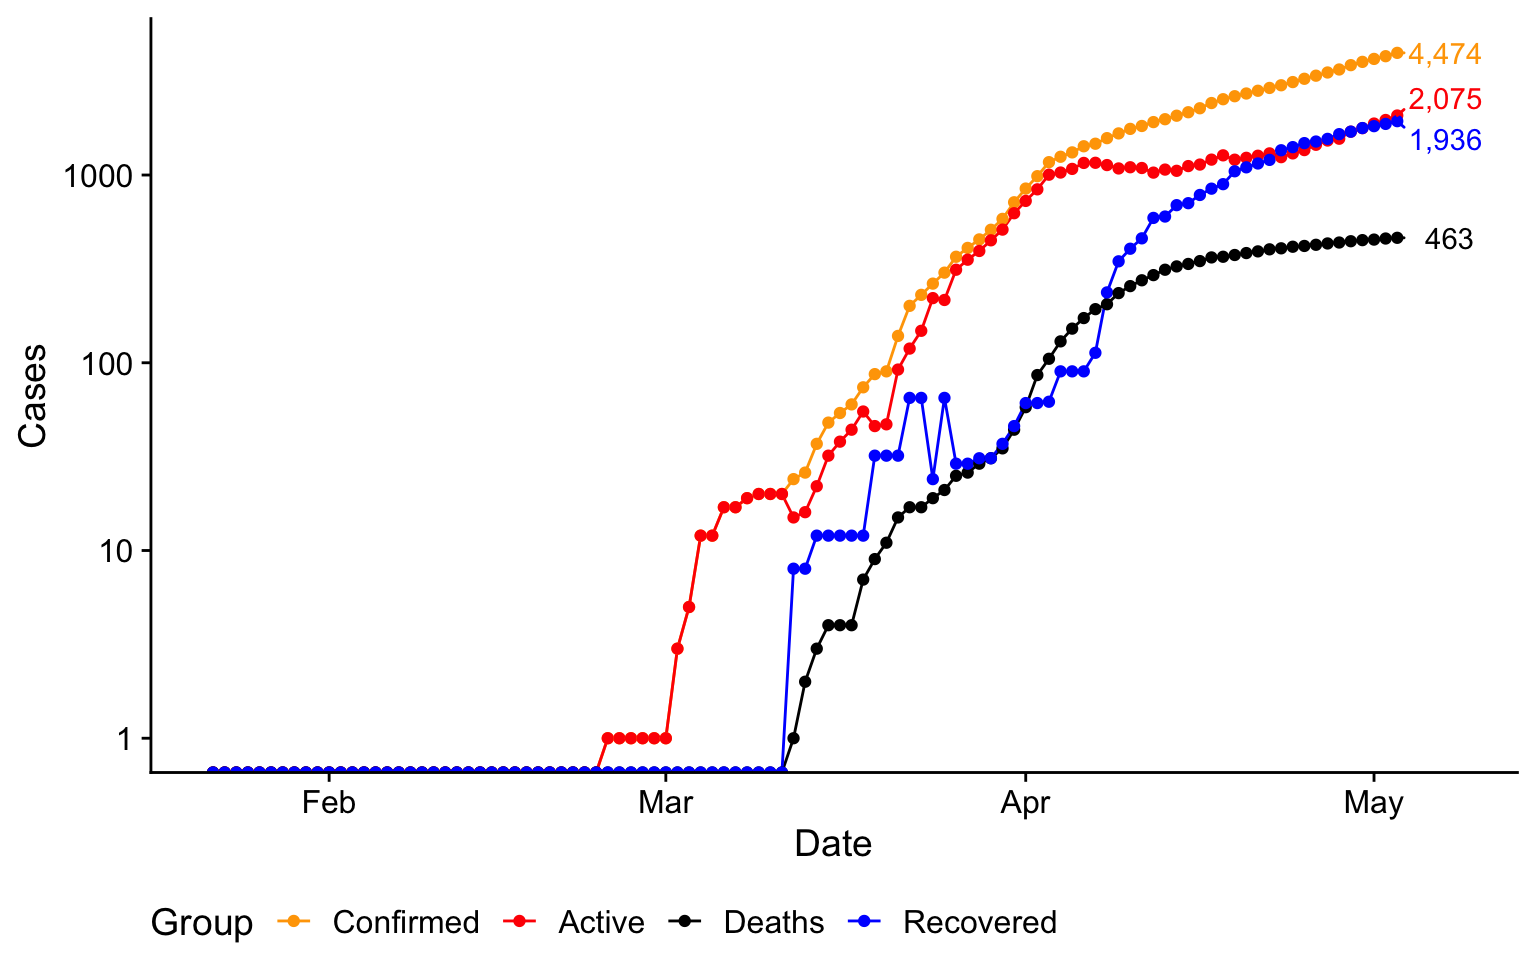 4,474
2,075
1,936
463
1000
100
10
1
Cases
Feb Mar Apr May
Date
Group Confirmed Active Deaths Recovered